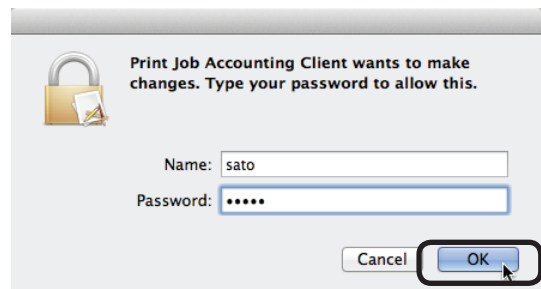 Print Job Accounting Client wants to make
changes. Type your password to allow this.
Name: sato
Password: •••••
Cancel OK